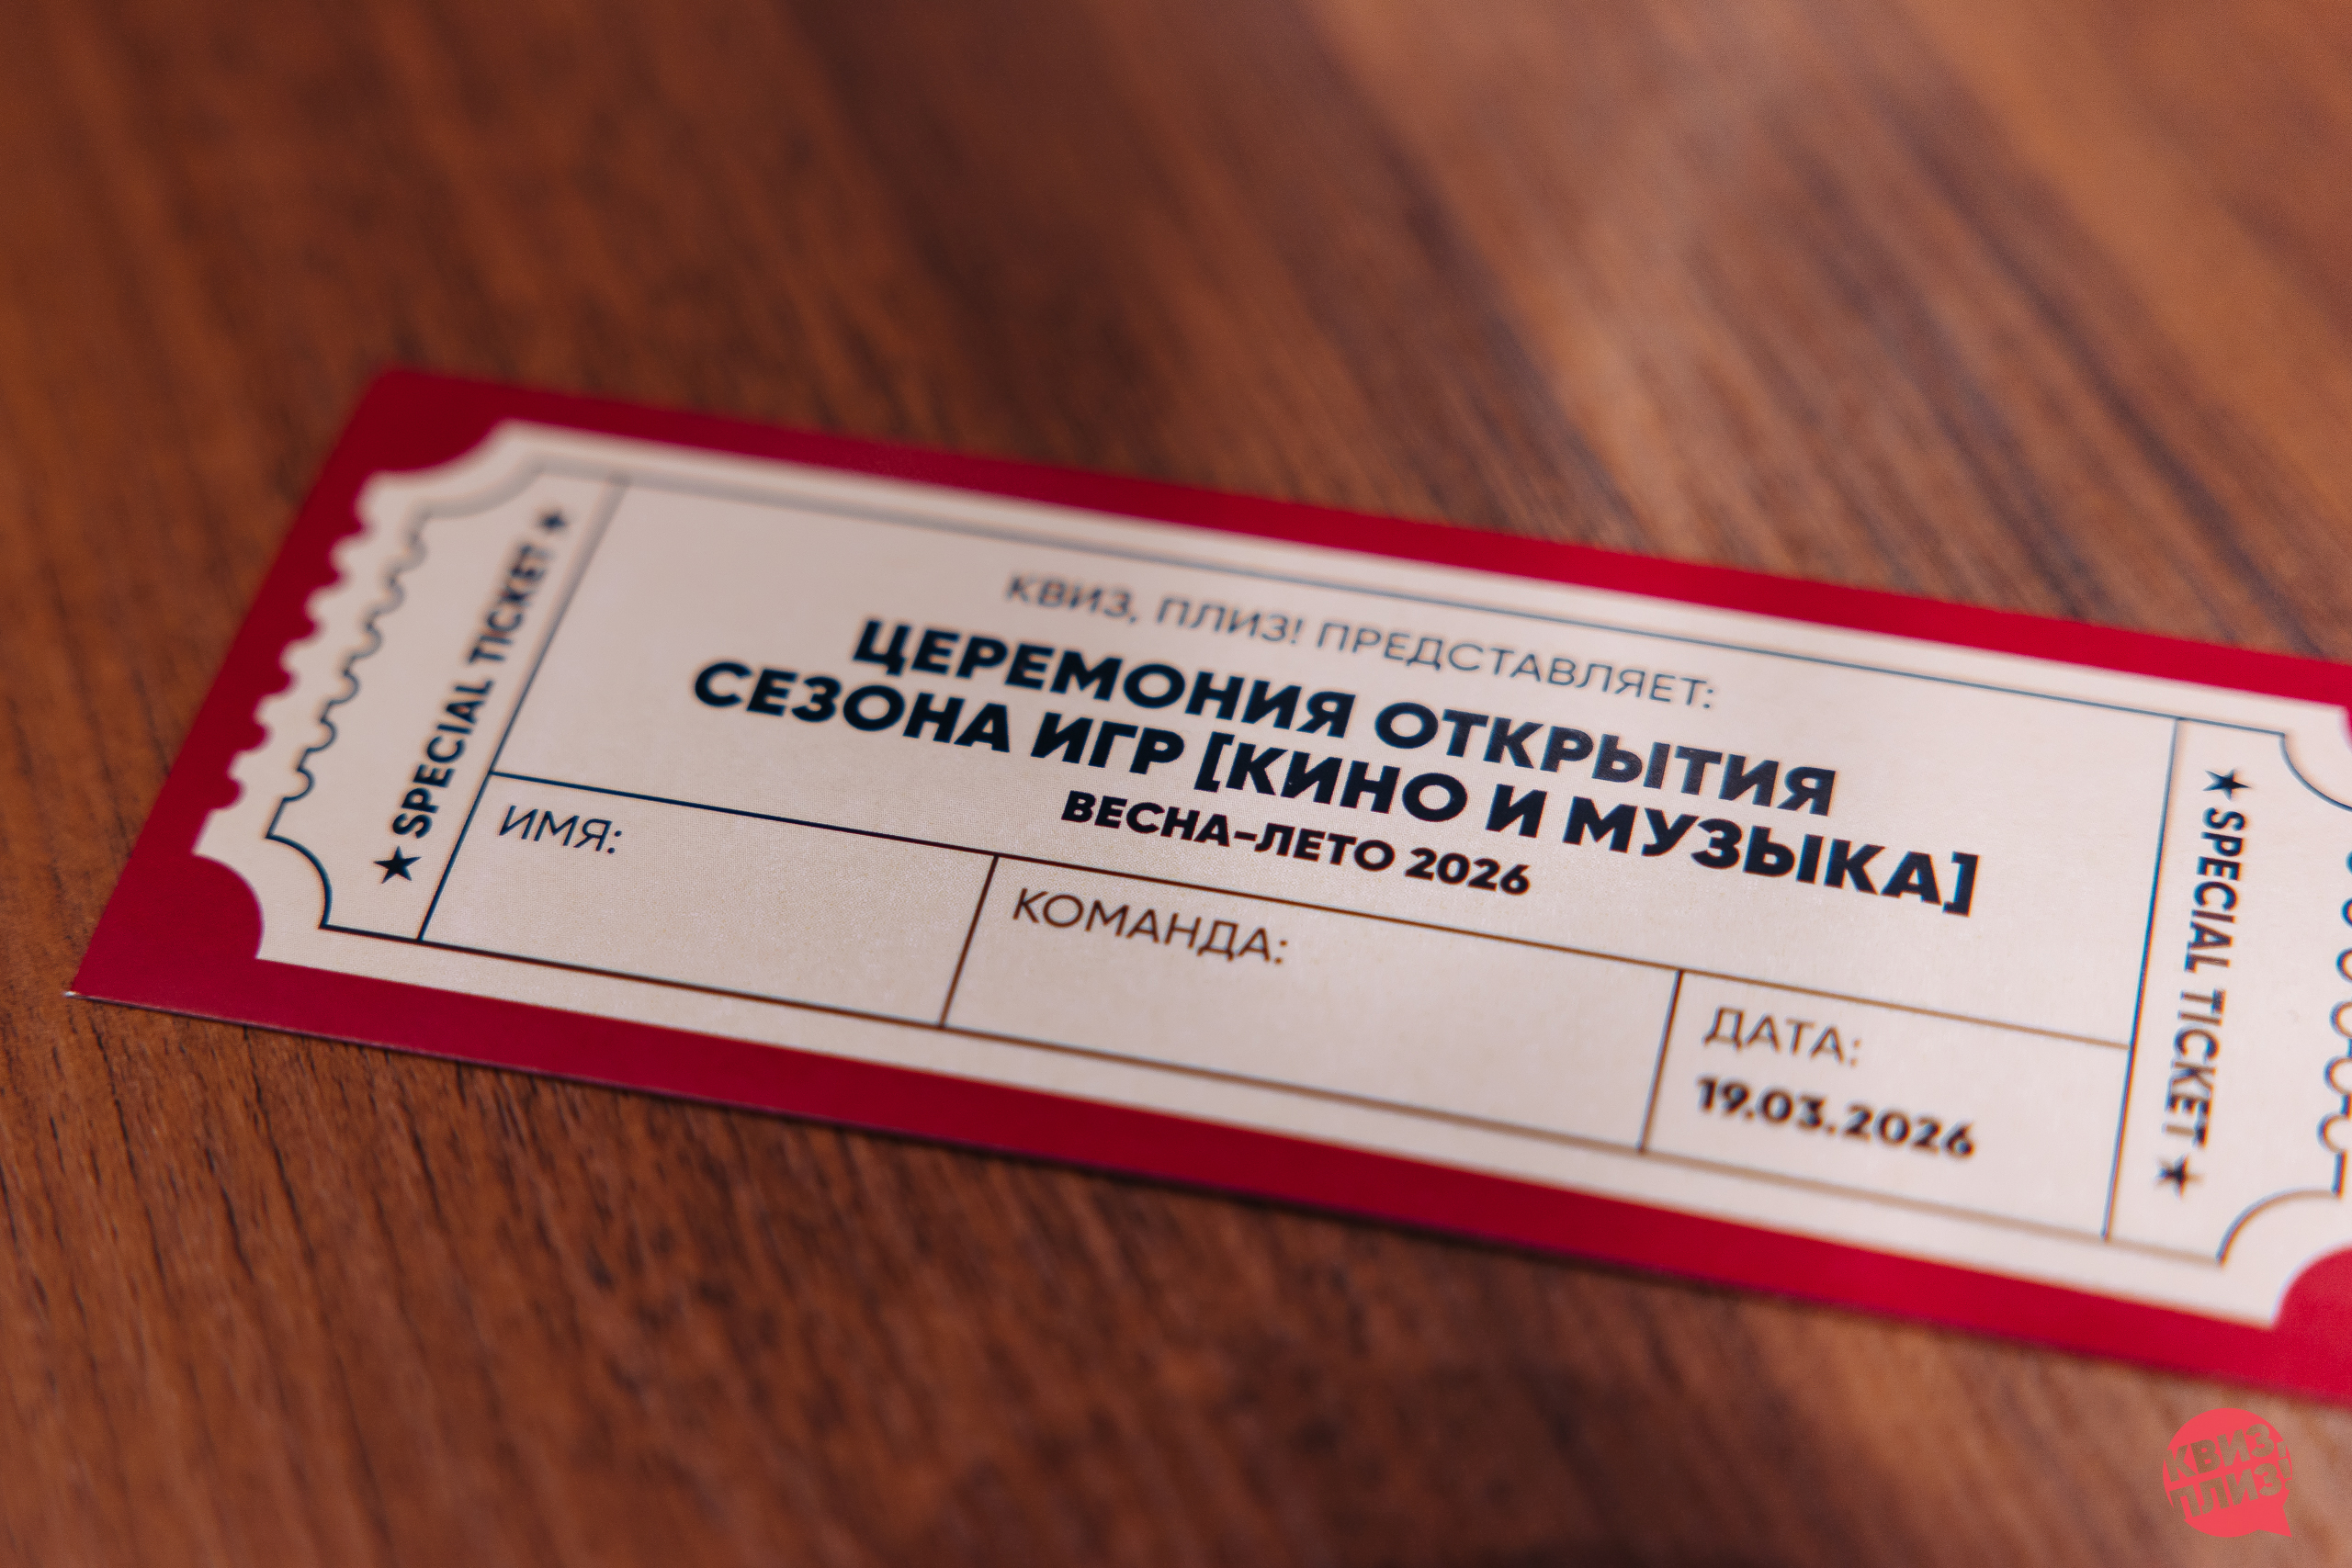 ★ SPECIAL TICKET ★
КВИЗ, ПЛИЗ! ПРЕДСТАВЛЯЕТ:
ЦЕРЕМОНИЯ ОТКРЫТИЯ
СЕЗОНА ИГР [КИНО И МУЗЫКА]
ВЕСНА-ЛЕТО 2026
ИМЯ:
КОМАНДА:
ДАТА:
19.03.2026
★ SPECIAL TICKET ★
КВИЗ,
ПЛИЗ!